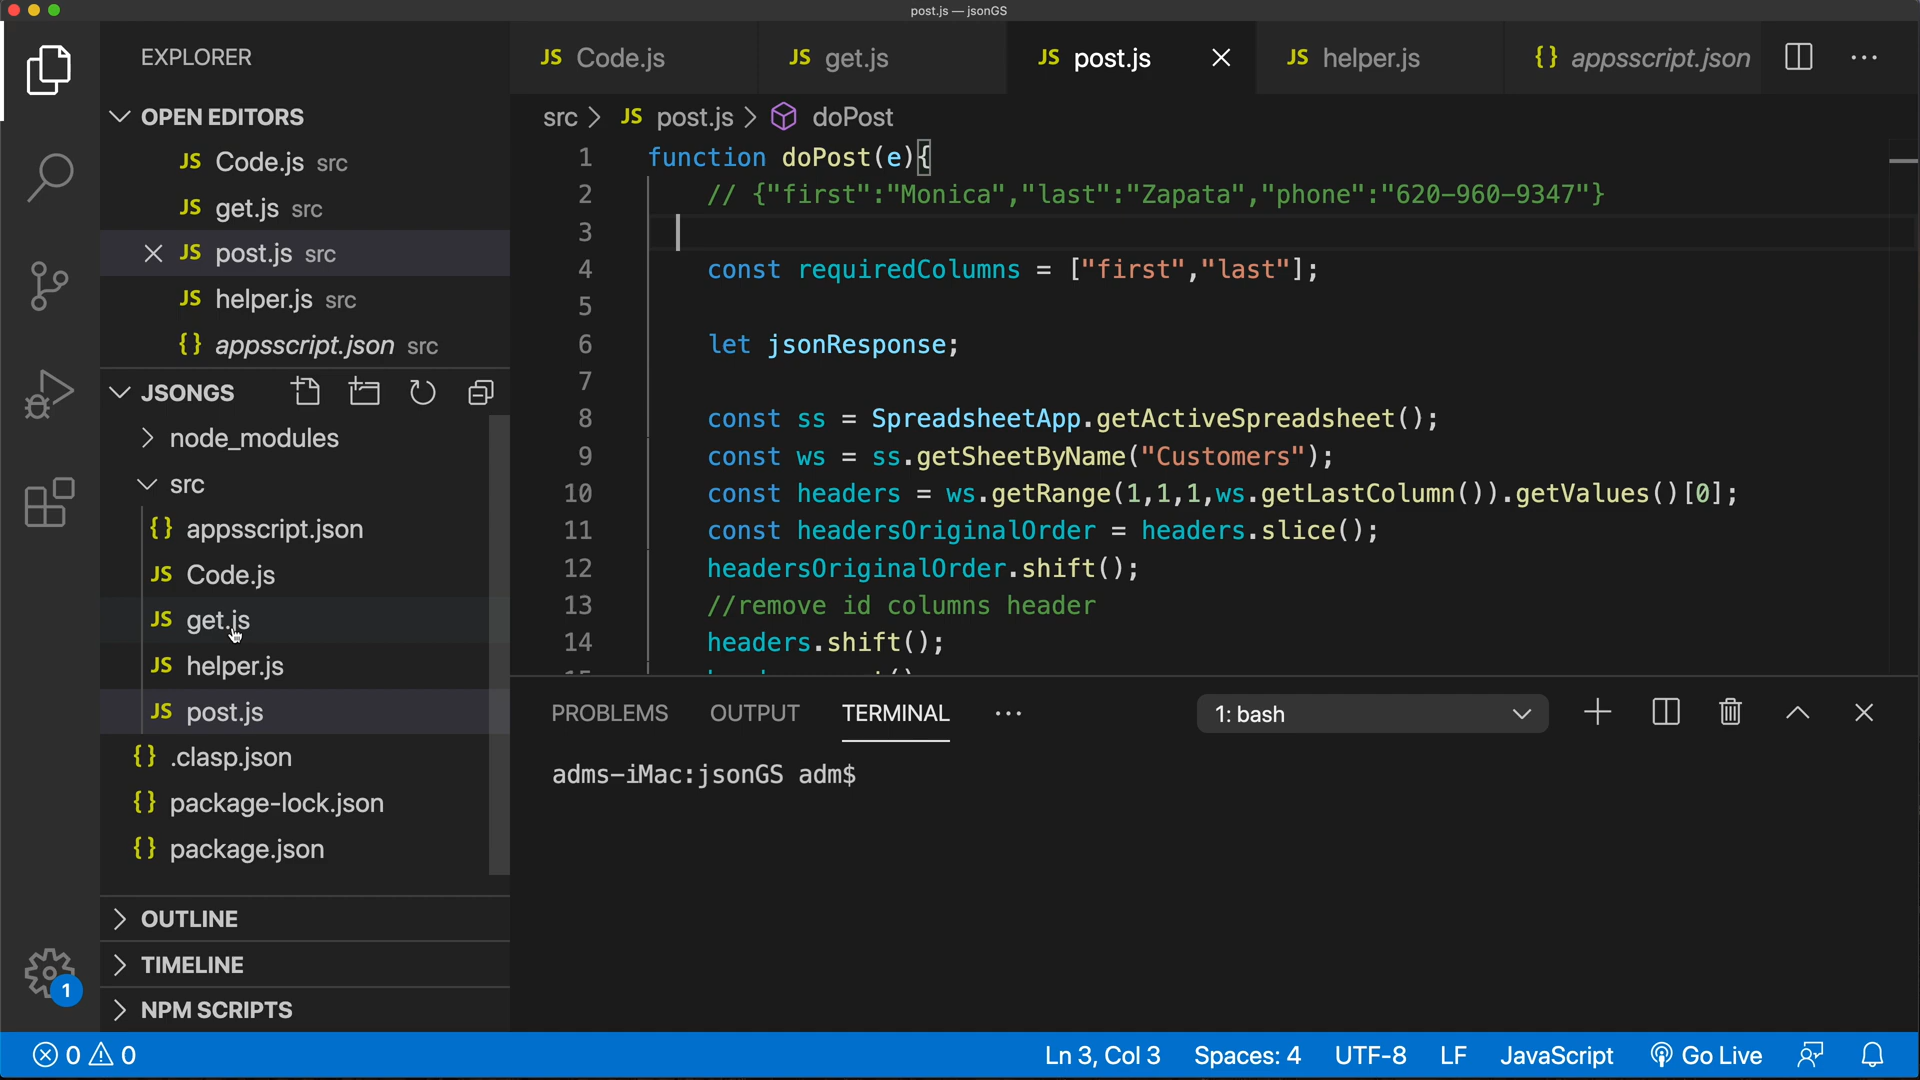 post.js — jsonGS
EXPLORER
OPEN EDITORS
JS Code.js src
JS get.js src
JS post.js src
JS helper.js src
{} appsscript.json src
JSONGS
node_modules
src
{} appsscript.json
JS Code.js
JS get.js
JS helper.js
JS post.js
{} .clasp.json
{} package-lock.json
{} package.json
OUTLINE
TIMELINE
NPM SCRIPTS
1
JS Code.js
JS get.js
JS post.js
JS helper.js
{} appsscript.json
src > JS post.js > doPost
1 function doPost(e){
2 // {"first":"Monica","last":"Zapata","phone":"620-960-9347"}
3
4 const requiredColumns = ["first","last"];
5
6 let jsonResponse;
7
8 const ss = SpreadsheetApp.getActiveSpreadsheet();
9 const ws = ss.getSheetByName("Customers");
10 const headers = ws.getRange(1,1,1,ws.getLastColumn()).getValues()[0];
11 const headersOriginalOrder = headers.slice();
12 headersOriginalOrder.shift();
13 //remove id columns header
14 headers.shift();
PROBLEMS OUTPUT TERMINAL ···
1: bash
adms-iMac:jsonGS adm$
0 0
Ln 3, Col 3 Spaces: 4 UTF-8 LF JavaScript Go Live